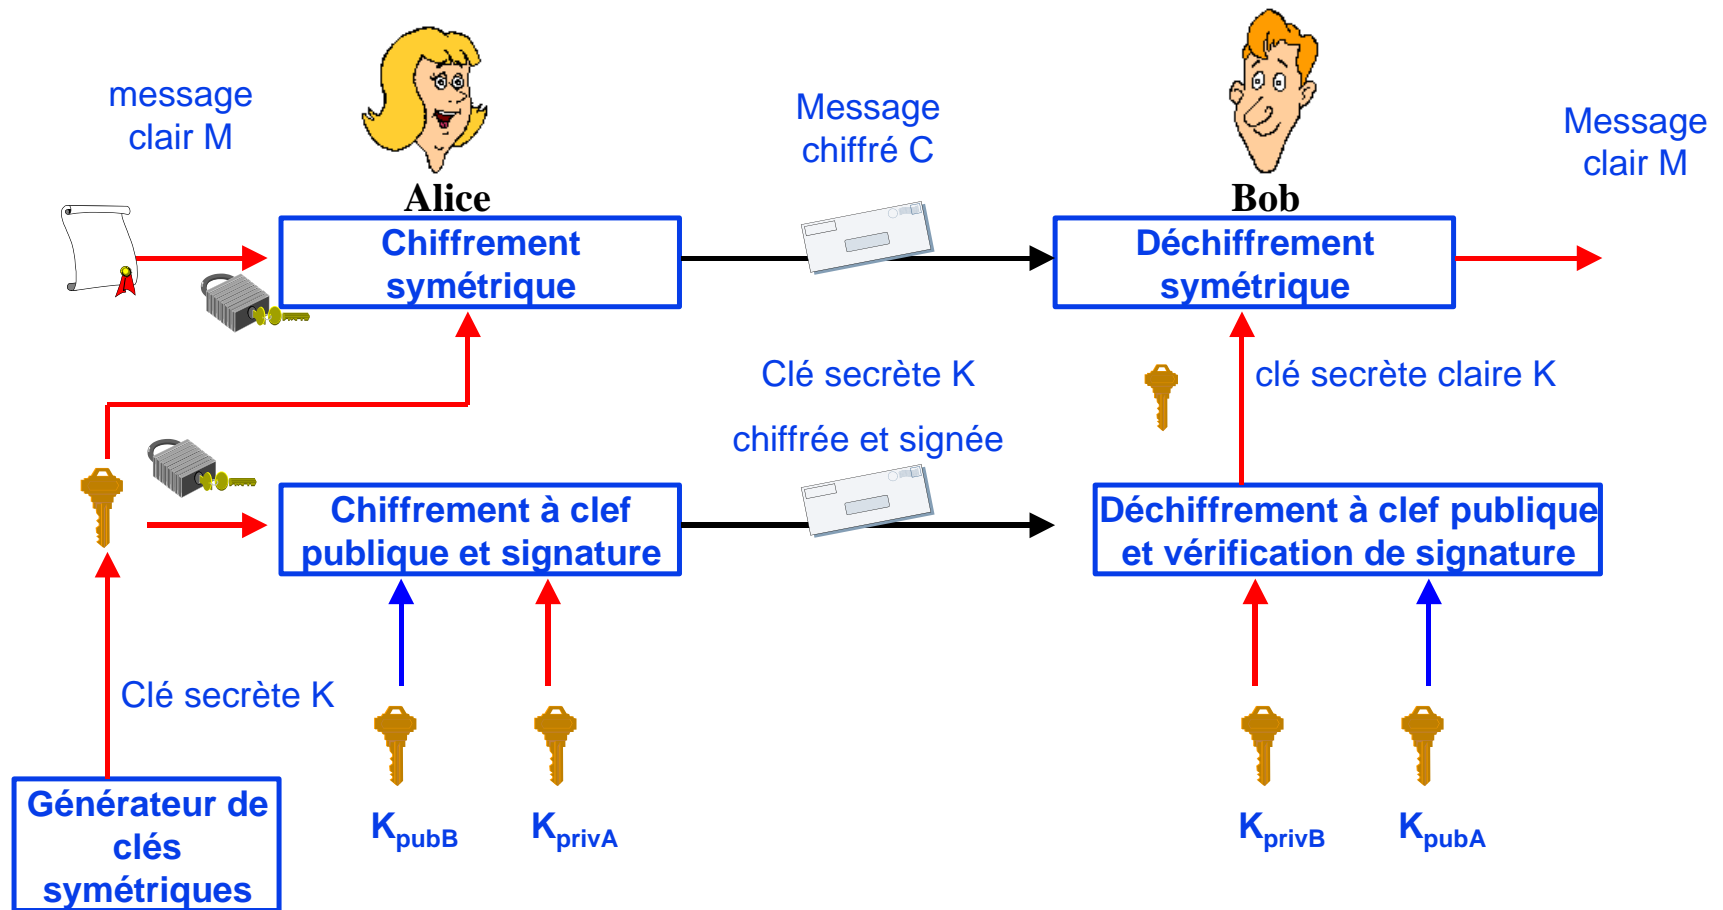 message
clair M
Alice
Message
chiffré C
Bob
Message
clair M
Chiffrement
symétrique
Déchiffrement
symétrique
Clé secrète K
chiffrée et signée
clé secrète claire K
Chiffrement à clef
publique et signature
Déchiffrement à clef publique
et vérification de signature
Clé secrète K
Générateur de
clés
symétriques
KpubB
KprivA
KprivB
KpubA